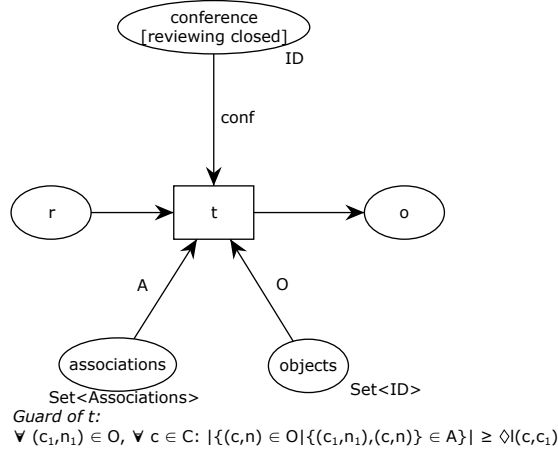 conference
[reviewing closed]
ID
conf
r
t
o
A
O
associations
objects
Set<Associations>
Set<ID>
Guard of t:
∀ (c₁,n₁) ∈ O, ∀ c ∈ C: |{(c,n) ∈ O|{(c₁,n₁),(c,n)} ∈ A}| ≥ ◊l(c,c₁)